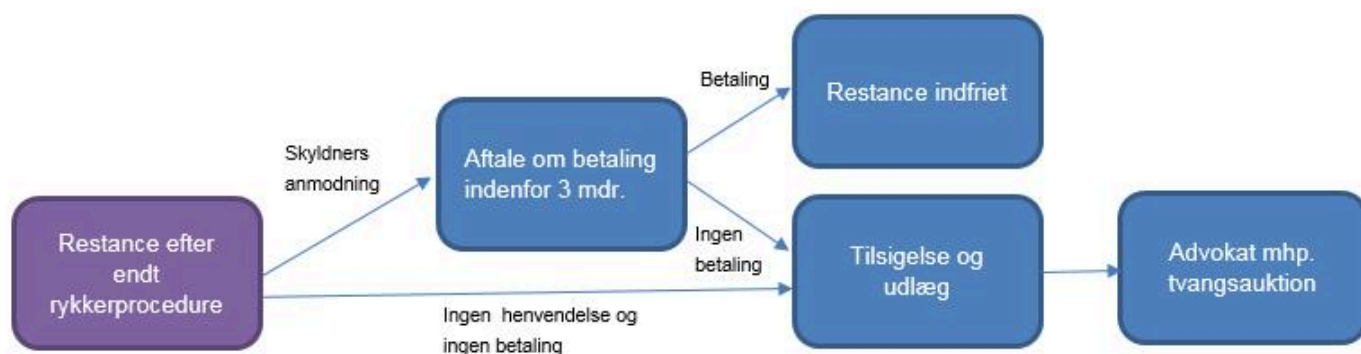 Restance efter
endt
rykkerprocedure
Skyldners
anmodning
Aftale om betaling
indenfor 3 mdr.
Betaling
Restance indfriet
Ingen
betaling
Ingen henvendelse og
ingen betaling
Tilsigelse og
udlæg
Advokat mhp.
tvangsauktion